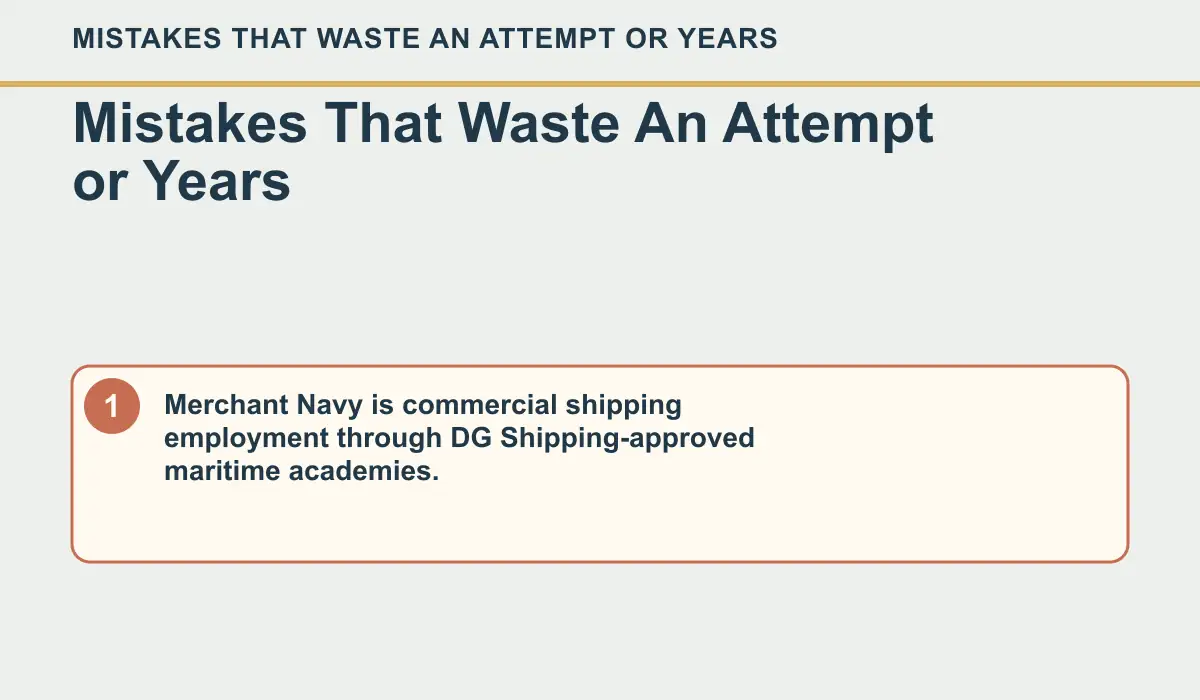 MISTAKES THAT WASTE AN ATTEMPT OR YEARS
Mistakes That Waste An Attempt
or Years
1
Merchant Navy is commercial shipping
employment through DG Shipping-approved
maritime academies.